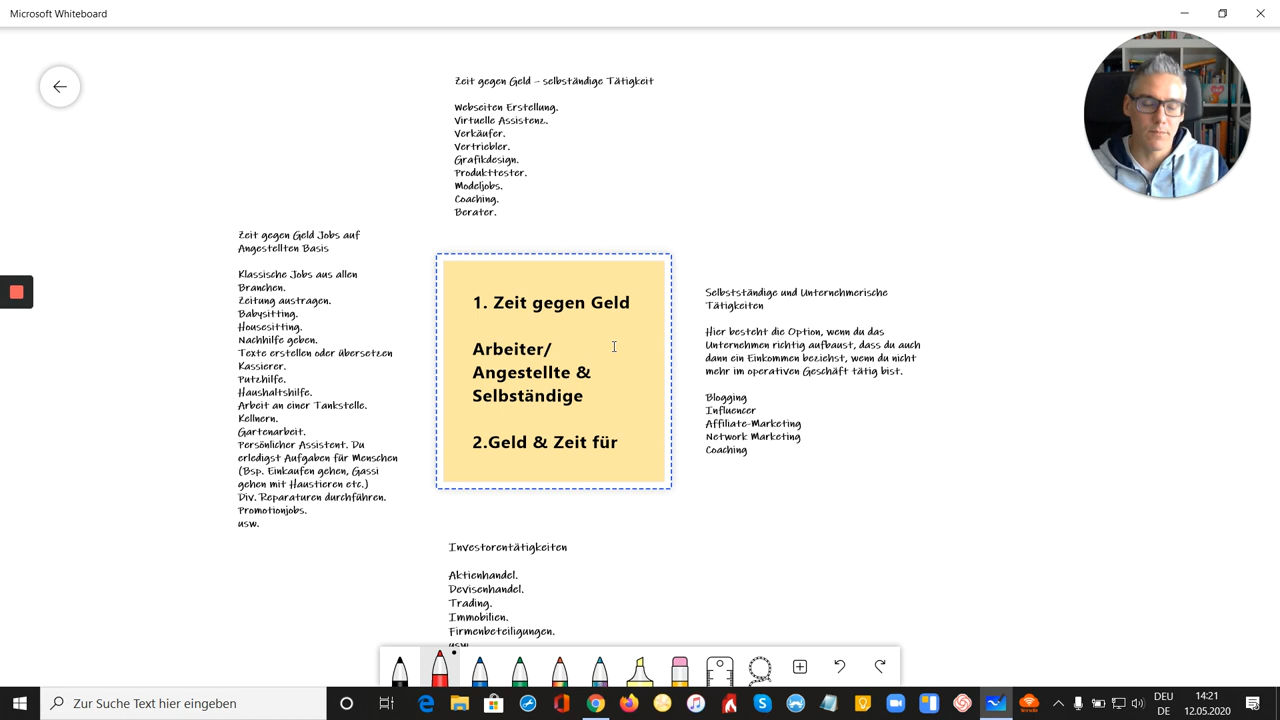 Microsoft Whiteboard
Zeit gegen Geld - selbständige Tätigkeit
Webseiten Erstellung.
Virtuelle Assistenz.
Verkäufer.
Vertriebler.
Grafikdesign.
Produkttester.
Modeljobs.
Coaching.
Berater.
Zeit gegen Geld Jobs auf
Angestellten Basis
Klassische Jobs aus allen
Branchen.
Zeitung austragen.
Babysitting.
Housesitting.
Nachhilfe geben.
Texte erstellen oder übersetzen
Kassierer.
Putzhilfe.
Haushaltshilfe.
Arbeit an einer Tankstelle.
Kellnern.
Gartenarbeit.
Persönlicher Assistent. Du
erledigst Aufgaben für Menschen
(Bsp. Einkaufen gehen, Gassi
gehen mit Haustieren etc.)
Div. Reparaturen durchführen.
Promotionjobs.
usw.
1. Zeit gegen Geld
Arbeiter/
Angestellte &
Selbständige
2.Geld & Zeit für
Selbstständige und Unternehmerische
Tätigkeiten
Hier besteht die Option, wenn du das
Unternehmen richtig aufbaust, dass du auch
dann ein Einkommen beziehst, wenn du nicht
mehr im operativen Geschäft tätig bist.
Blogging
Influencer
Affiliate-Marketing
Network Marketing
Coaching
Investorentätigkeiten
Aktienhandel.
Devisenhandel.
Trading.
Immobilien.
Firmenbeteiligungen.
usw.
Zur Suche Text hier eingeben
DEU
DE
14:21
12.05.2020